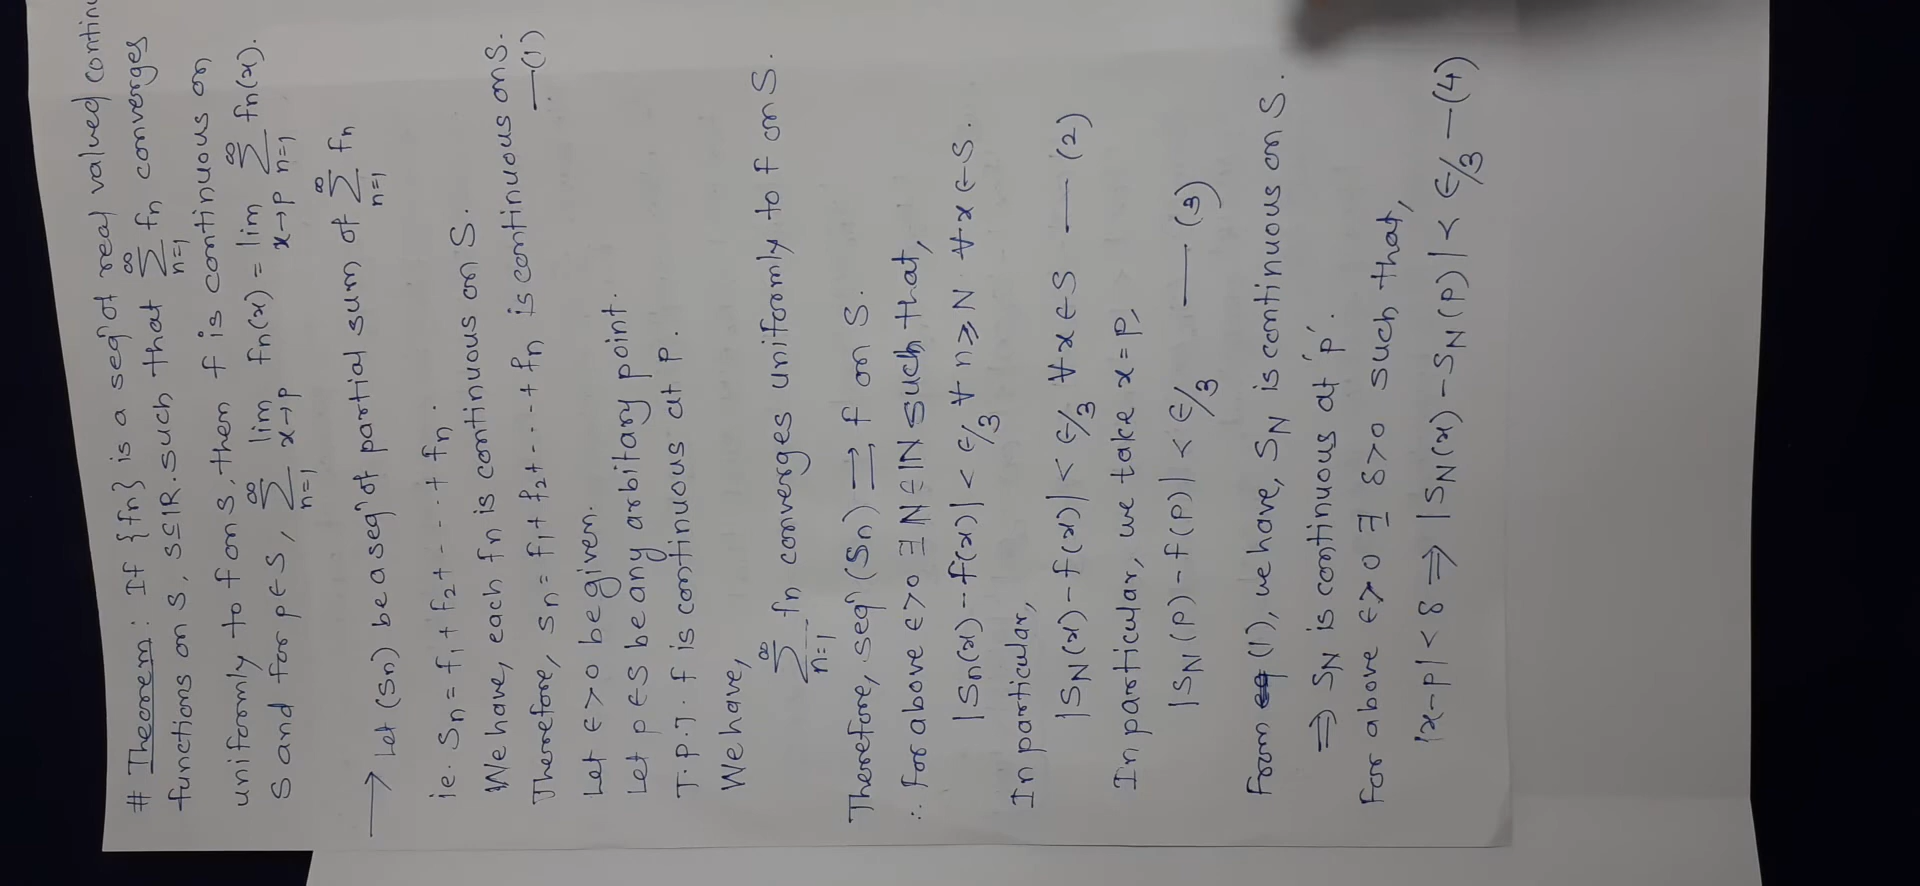 # Theorem: If {fn} is a seqⁿ of real valued
functions on S, S⊆IR. such that ∞∑n=1 fn converges
uniformly to f on S, then f is continuous on
S and for p∈S, ∞∑n=1 lim x→p fn(x) = lim x→p ∞∑n=1 fn(x).
→ Let (Sn) be a seqⁿ of partial sum of ∞∑n=1 fn
ie. Sn = f1 + f2 + --- + fn.
We have, each fn is continuous on S.
Therefore, Sn = f1 + f2 + --- + fn is continuous on S. —(1)
Let ϵ>0 be given.
Let p∈S be any arbitary point.
T.P.T. f is continuous at P.
We have,
∞∑n=1 fn converges uniformly to f on S.
Therefore, seqⁿ (Sn) ⇉ f on S.
∴ For above ϵ>0 ∃ N∈IN such that,
|Sn(x) - f(x)| < ϵ/3 ∀ n≥N ∀ x∈S.
In particular,
|SN(x) - f(x)| < ϵ/3 ∀ x∈S —(2)
In particular, we take x=P,
|SN(P) - f(P)| < ϵ/3 —(3)
From (1), we have, SN is continuous on S.
⇒ SN is continuous at 'p'.
For above ϵ>0 ∃ δ>0 such that,
|x-p| < δ ⇒ |SN(x) - SN(P)| < ϵ/3 —(4)